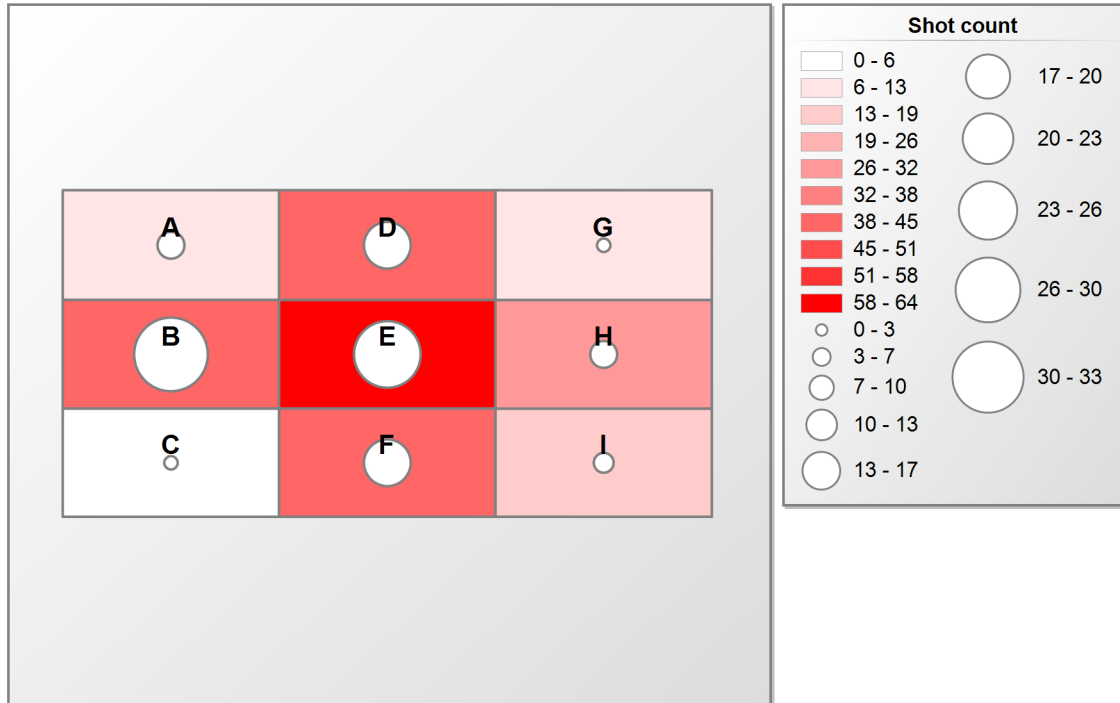 A
D
G
B
E
H
C
F
I
Shot count
0 - 6
6 - 13
13 - 19
19 - 26
26 - 32
32 - 38
38 - 45
45 - 51
51 - 58
58 - 64
0 - 3
3 - 7
7 - 10
10 - 13
13 - 17
17 - 20
20 - 23
23 - 26
26 - 30
30 - 33